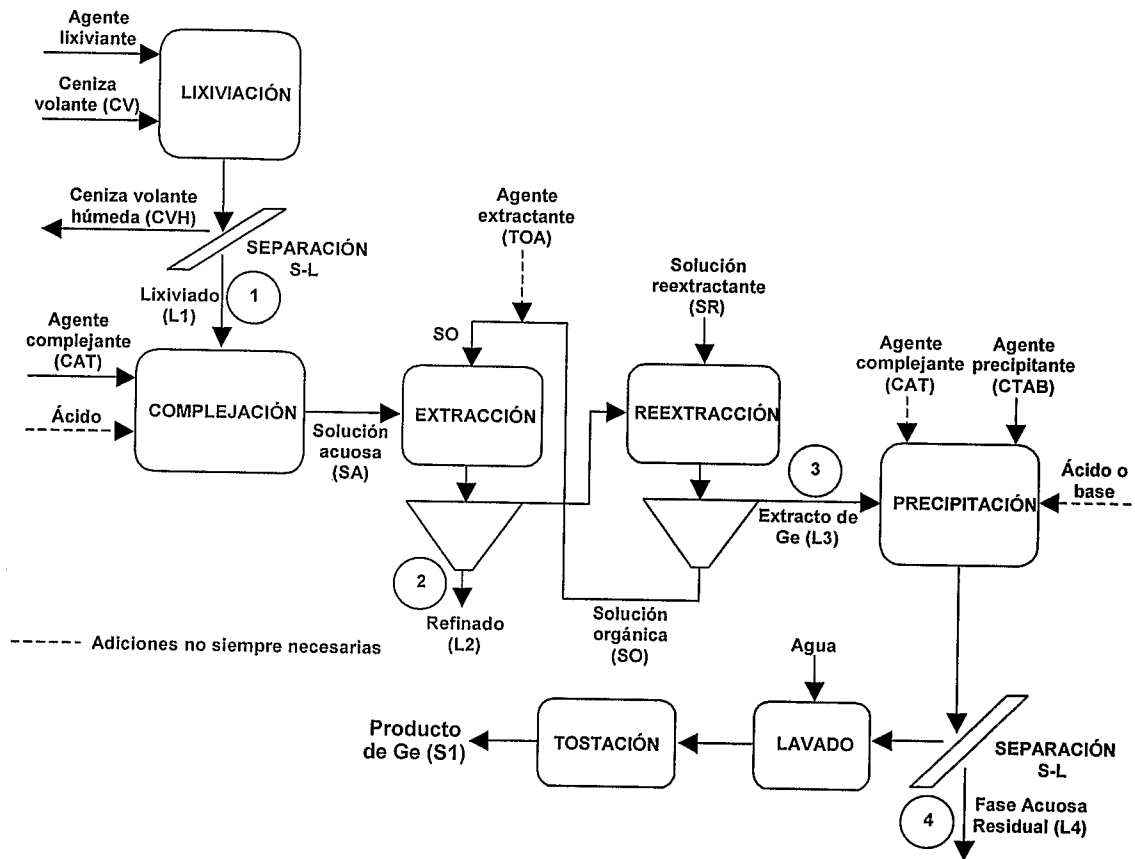 Agente
lixiviante
Ceniza
volante (CV)
LIXIVIACIÓN
Ceniza volante
húmeda (CVH)
SEPARACIÓN
S-L
Lixiviado
(L1)
1
Agente
complejante
(CAT)
Ácido
COMPLEJACIÓN
Solución
acuosa
(SA)
Agente
extractante
(TOA)
SO
EXTRACCIÓN
2
Refinado
(L2)
Solución
reextractante
(SR)
REEXTRACCIÓN
Solución
orgánica
(SO)
3
Extracto de
Ge (L3)
Agente
complejante
(CAT)
Agente
precipitante
(CTAB)
PRECIPITACIÓN
Ácido o
base
Adiciones no siempre necesarias
Agua
Producto
de Ge (S1)
TOSTACIÓN
LAVADO
SEPARACIÓN
S-L
4
Fase Acuosa
Residual (L4)